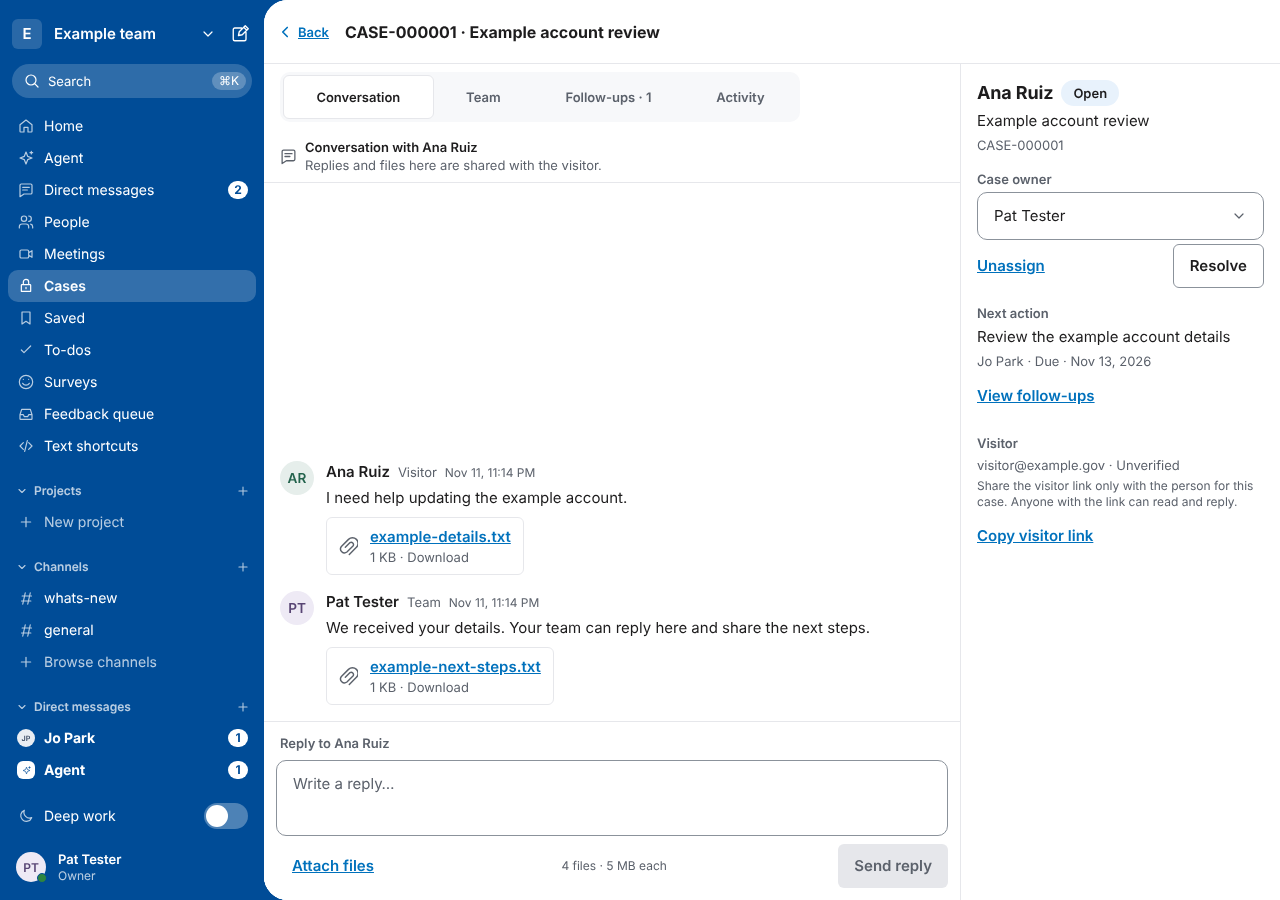 E
Example team
Search
⌘K
Home
Agent
Direct messages
2
People
Meetings
Cases
Saved
To-dos
Surveys
Feedback queue
Text shortcuts
Projects
New project
Channels
# whats-new
# general
Browse channels
Direct messages
JP
Jo Park
1
Agent
1
Deep work
PT
Pat Tester
Owner
Back
CASE-000001 · Example account review
Conversation
Team
Follow-ups · 1
Activity
Conversation with Ana Ruiz
Replies and files here are shared with the visitor.
AR
Ana Ruiz Visitor Nov 11, 11:14 PM
I need help updating the example account.
example-details.txt
1 KB · Download
PT
Pat Tester Team Nov 11, 11:14 PM
We received your details. Your team can reply here and share the next steps.
example-next-steps.txt
1 KB · Download
Reply to Ana Ruiz
Write a reply...
Attach files
4 files · 5 MB each
Send reply
Ana Ruiz
Open
Example account review
CASE-000001
Case owner
Pat Tester
Unassign
Resolve
Next action
Review the example account details
Jo Park · Due · Nov 13, 2026
View follow-ups
Visitor
visitor@example.gov · Unverified
Share the visitor link only with the person for this
case. Anyone with the link can read and reply.
Copy visitor link